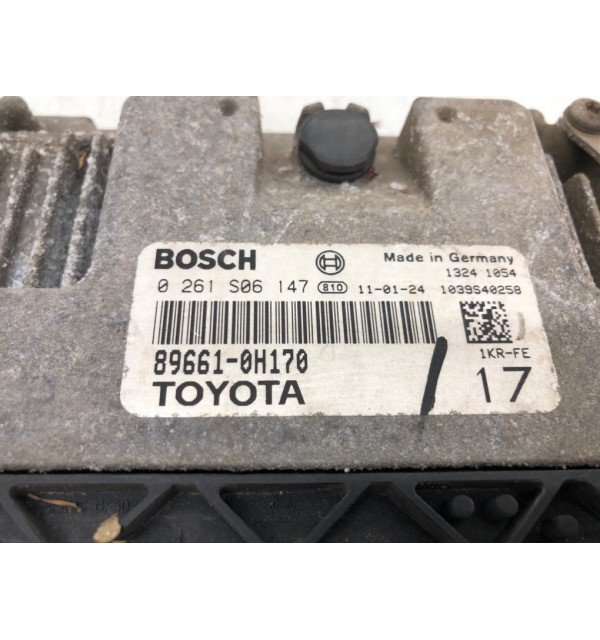 BOSCH Made in Germany
1324 1054
0 261 S06 147 810 11-01-24 1039S40258
89661-0H170 1KR-FE
TOYOTA 17